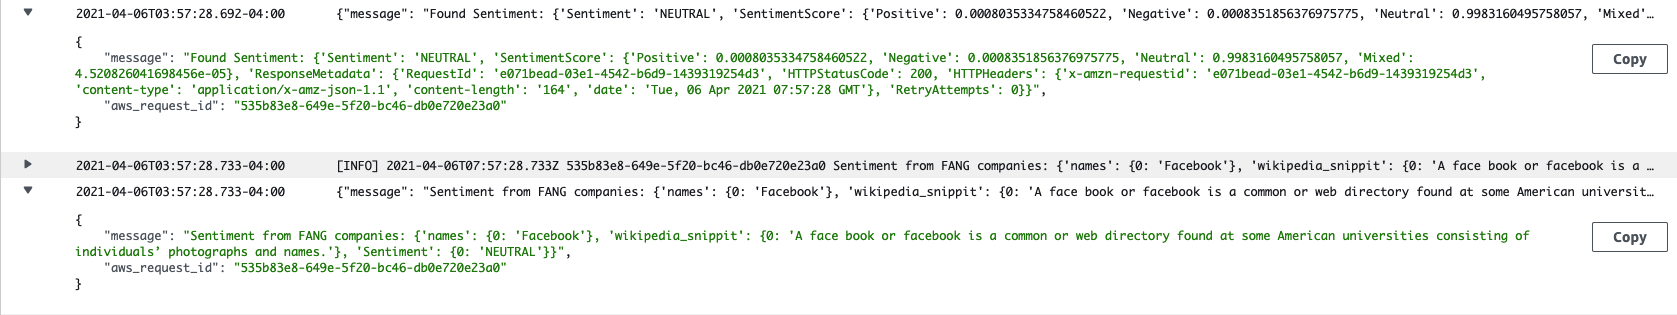 2021-04-06T03:57:28.692-04:00 {"message": "Found Sentiment: {'Sentiment': 'NEUTRAL', 'SentimentScore': {'Positive': 0.0008035334758460522, 'Negative': 0.0008351856376975775, 'Neutral': 0.9983160495758057, 'Mixed'…
{
"message": "Found Sentiment: {'Sentiment': 'NEUTRAL', 'SentimentScore': {'Positive': 0.0008035334758460522, 'Negative': 0.0008351856376975775, 'Neutral': 0.9983160495758057, 'Mixed':
Copy
4.520826041698456e-05}, 'ResponseMetadata': {'RequestId': 'e071bead-03e1-4542-b6d9-1439319254d3', 'HTTPStatusCode': 200, 'HTTPHeaders': {'x-amzn-requestid': 'e071bead-03e1-4542-b6d9-1439319254d3',
'content-type': 'application/x-amz-json-1.1', 'content-length': '164', 'date': 'Tue, 06 Apr 2021 07:57:28 GMT'}, 'RetryAttempts': 0}}",
"aws_request_id": "535b83e8-649e-5f20-bc46-db0e720e23a0"
}
2021-04-06T03:57:28.733-04:00 [INFO] 2021-04-06T07:57:28.733Z 535b83e8-649e-5f20-bc46-db0e720e23a0 Sentiment from FANG companies: {'names': {0: 'Facebook'}, 'wikipedia_snippit': {0: 'A face book or facebook is a …
2021-04-06T03:57:28.733-04:00 {"message": "Sentiment from FANG companies: {'names': {0: 'Facebook'}, 'wikipedia_snippit': {0: 'A face book or facebook is a common or web directory found at some American universit…
{
"message": "Sentiment from FANG companies: {'names': {0: 'Facebook'}, 'wikipedia_snippit': {0: 'A face book or facebook is a common or web directory found at some American universities consisting of
Copy
individuals’ photographs and names.'}, 'Sentiment': {0: 'NEUTRAL'}}",
"aws_request_id": "535b83e8-649e-5f20-bc46-db0e720e23a0"
}